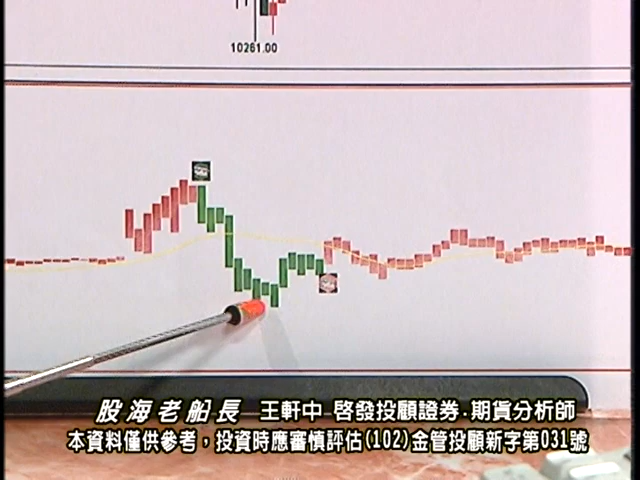 10261.00
股海老船長 王軒中 啓發投顧證券.期貨分析師
本資料僅供參考，投資時應審慎評估(102)金管投顧新字第031號